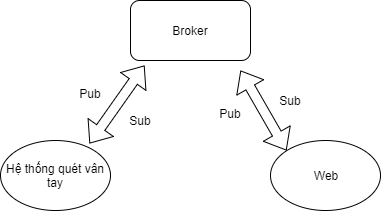 Broker
Pub
Sub
Pub
Sub
Hệ thống quét vân
tay
Web